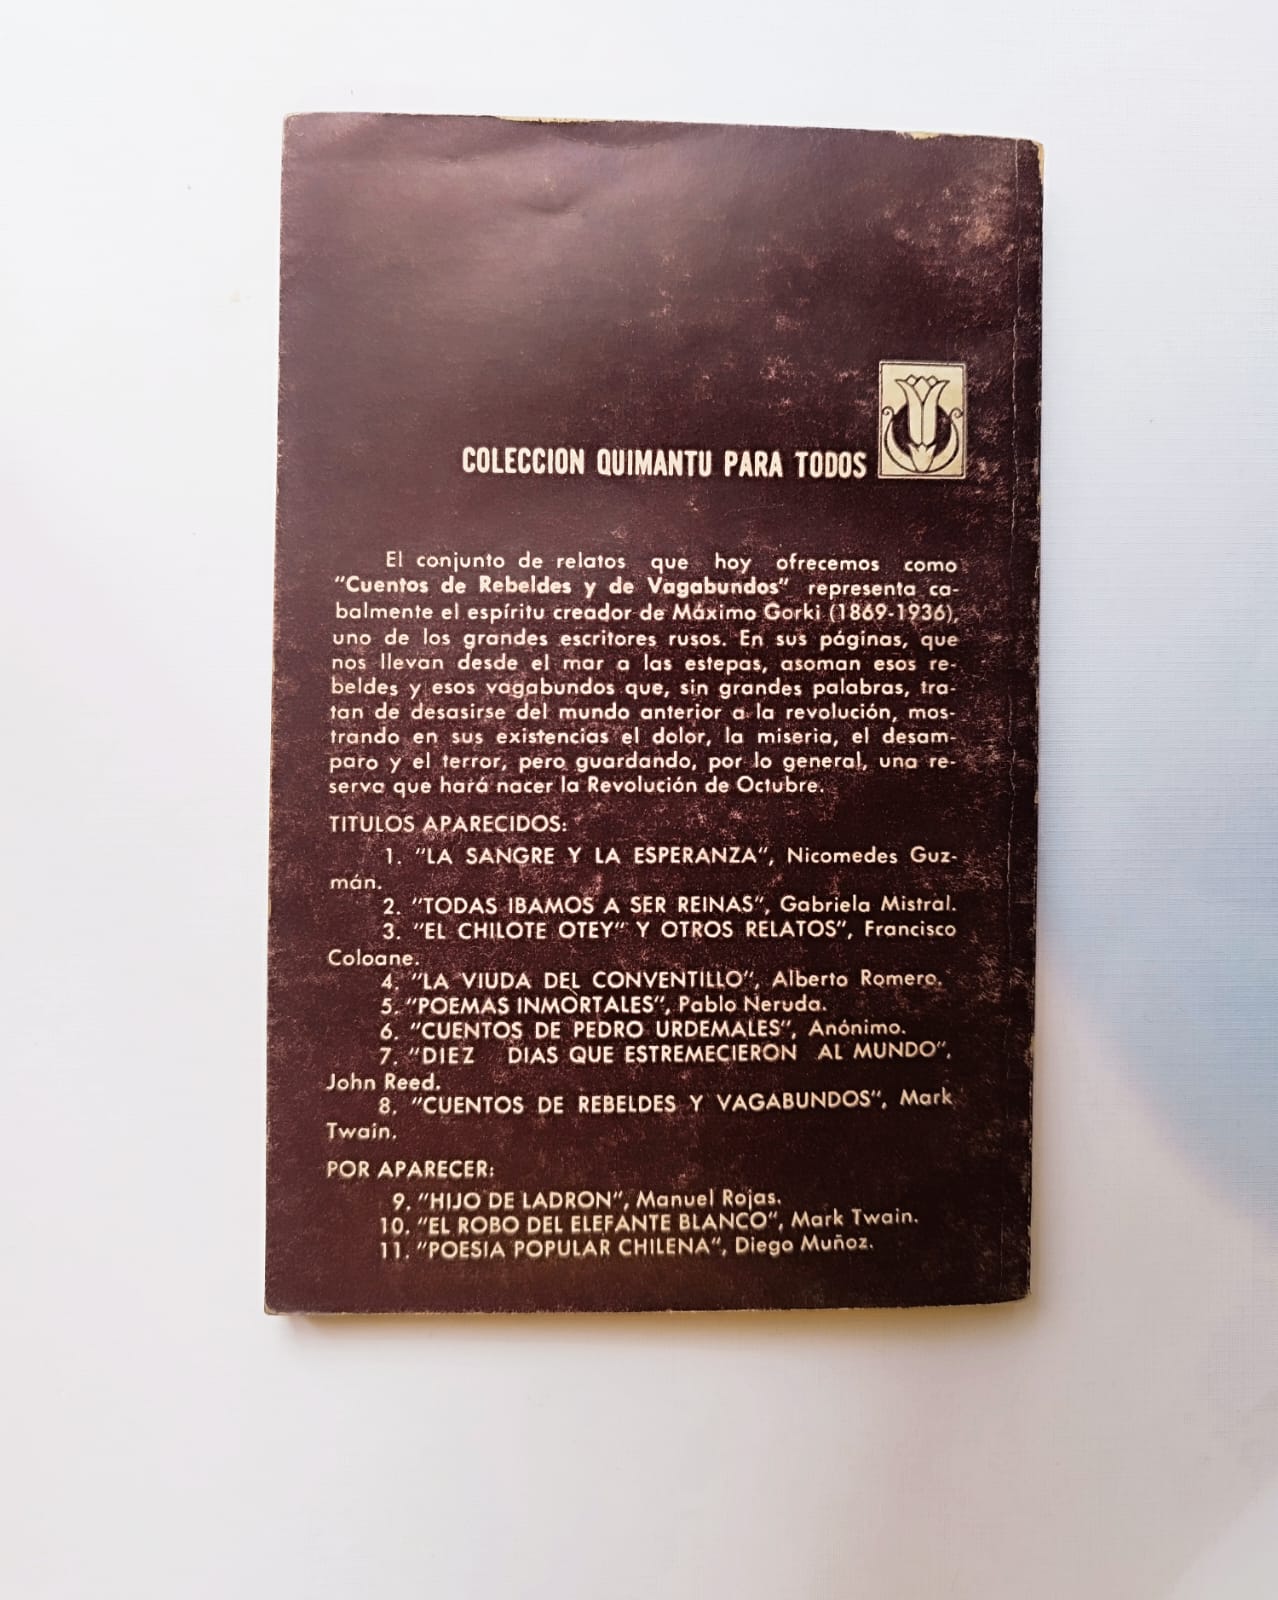 COLECCION QUIMANTU PARA TODOS
El conjunto de relatos que hoy ofrecemos como
"Cuentos de Rebeldes y de Vagabundos" representa ca-
balmente el espíritu creador de Máximo Gorki (1869-1936),
uno de los grandes escritores rusos. En sus páginas, que
nos llevan desde el mar a las estepas, asoman esos re-
beldes y esos vagabundos que, sin grandes palabras, tra-
tan de desasirse del mundo anterior a la revolución, mos-
trando en sus existencias el dolor, la miseria, el desam-
paro y el terror, pero guardando, por lo general, una re-
serva que hará nacer la Revolución de Octubre.
TITULOS APARECIDOS:
1. "LA SANGRE Y LA ESPERANZA", Nicomedes Guz-
mán.
2. "TODAS IBAMOS A SER REINAS", Gabriela Mistral.
3. "EL CHILOTE OTEY" Y OTROS RELATOS", Francisco
Coloane.
4. "LA VIUDA DEL CONVENTILLO", Alberto Romero.
5. "POEMAS INMORTALES", Pablo Neruda.
6. "CUENTOS DE PEDRO URDEMALES", Anónimo.
7. "DIEZ DIAS QUE ESTREMECIERON AL MUNDO",
John Reed.
8. "CUENTOS DE REBELDES Y VAGABUNDOS", Mark
Twain.
POR APARECER:
9. "HIJO DE LADRON", Manuel Rojas.
10. "EL ROBO DEL ELEFANTE BLANCO", Mark Twain.
11. "POESIA POPULAR CHILENA", Diego Muñoz.